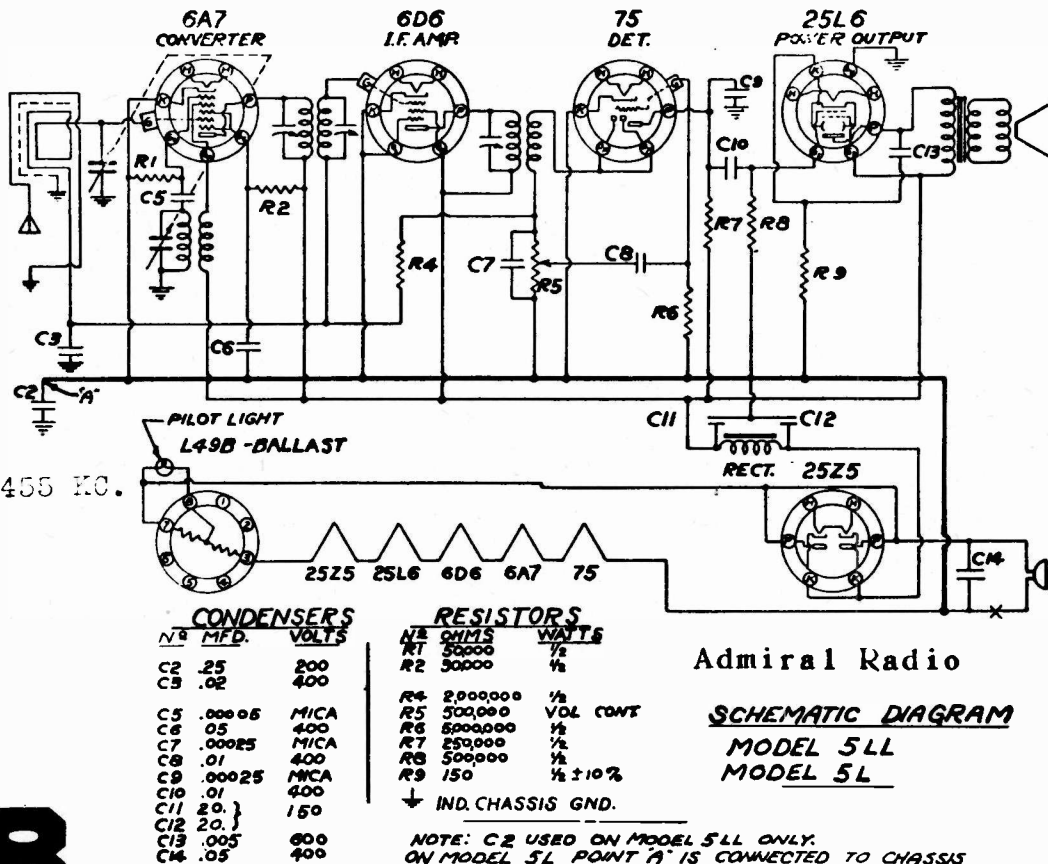 6A7 6D6 75 25L6
CONVERTER I.F. AMP. DET. POWER OUTPUT
C9
C10
C13
R1
C5
R2
R7 R8
R4 C7 C8
R5
R9
R6
C3
C6
C2
"A"
C11 C12
PILOT LIGHT
L49B-BALLAST
RECT. 25Z5
455 KC.
C14
25Z5 25L6 6D6 6A7 75
CONDENSERS
Nº MFD. VOLTS
C2 .25 200
C3 .02 400
C5 .00005 MICA
C6 .05 400
C7 .00025 MICA
C8 .01 400
C9 .00025 MICA
C10 .01 400
C11 20. } 150
C12 20.
C13 .005 600
C14 .05 400
RESISTORS
Nº OHMS WATTS
R1 50,000 ½
R2 30,000 ½
R4 2,000,000 ½
R5 500,000 VOL CONT
R6 5,000,000 ½
R7 250,000 ½
R8 500,000 ½
R9 150 ½ ±10%
IND. CHASSIS GND.
Admiral Radio
SCHEMATIC DIAGRAM
MODEL 5LL
MODEL 5L
NOTE: C2 USED ON MODEL 5LL ONLY.
ON MODEL 5L POINT "A" IS CONNECTED TO CHASSIS